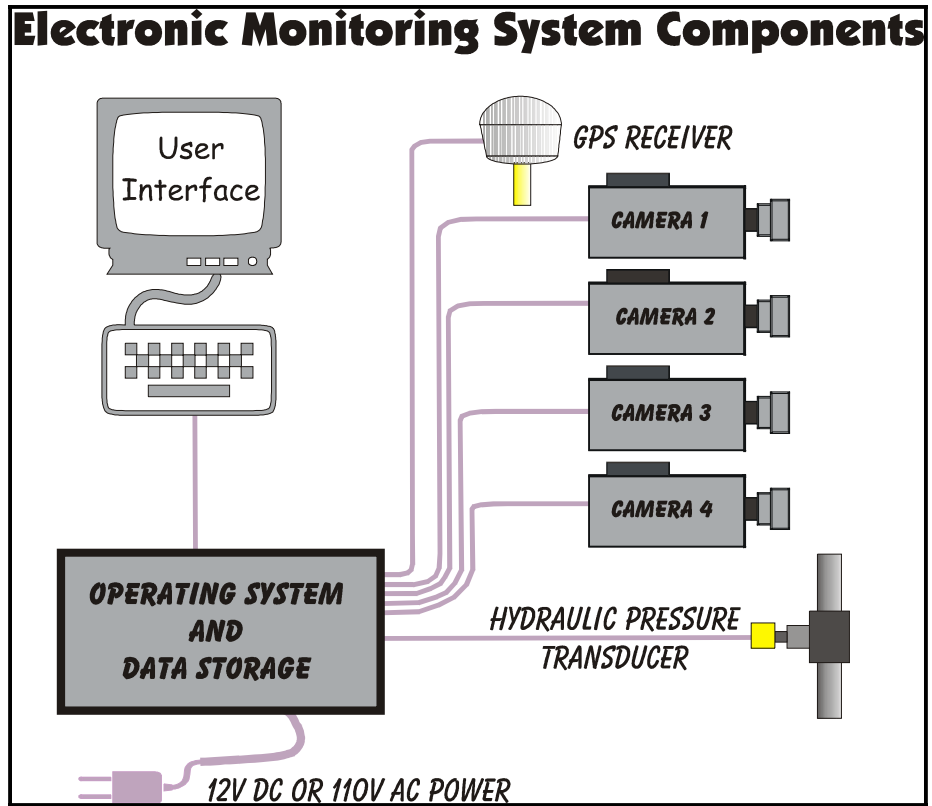 Electronic Monitoring System Components
User
Interface
GPS RECEIVER
CAMERA 1
CAMERA 2
CAMERA 3
CAMERA 4
OPERATING SYSTEM
AND
DATA STORAGE
HYDRAULIC PRESSURE
TRANSDUCER
12V DC OR 110V AC POWER